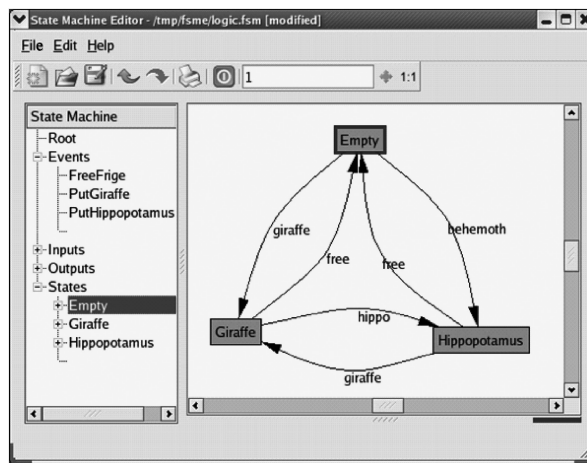 State Machine Editor - /tmp/fsme/logic.fsm [modified]
File Edit Help
1 1:1
State Machine
Root
Events
FreeFrige
PutGiraffe
PutHippopotamus
Inputs
Outputs
States
Empty
Giraffe
Hippopotamus
Empty
giraffe
behemoth
free
free
hippo
Giraffe
Hippopotamus
giraffe